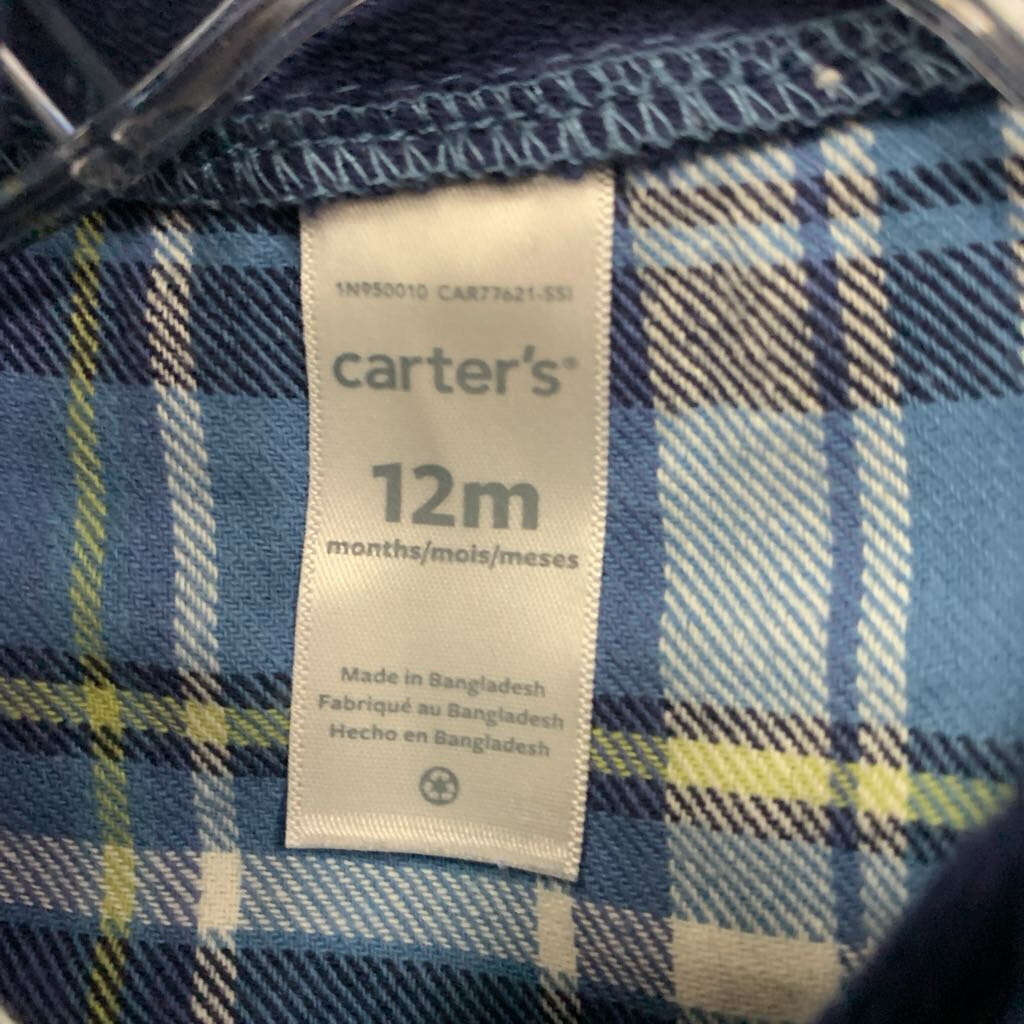 1N950010 CAR77621-SSI
carter's®
12m
months/mois/meses
Made in Bangladesh
Fabriqué au Bangladesh
Hecho en Bangladesh